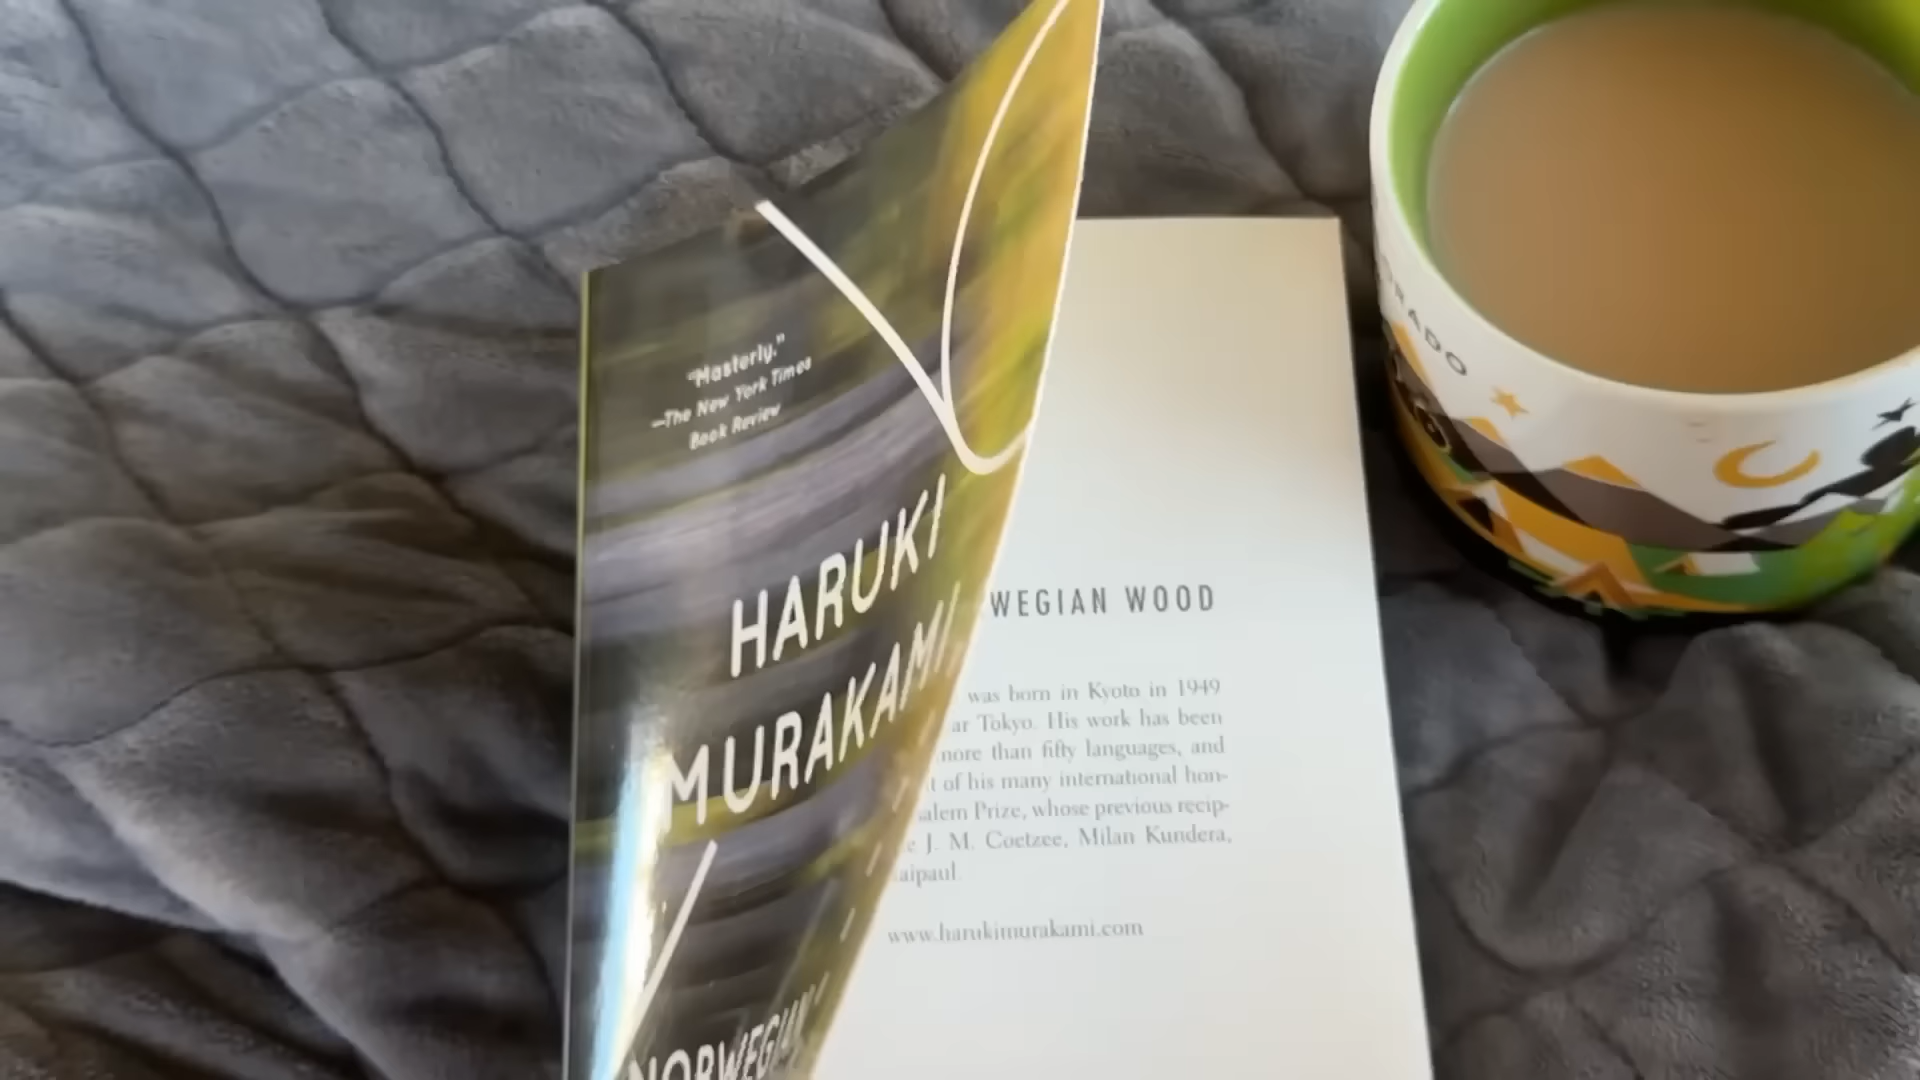 "Masterly."
—The New York Times
Book Review
HARUKI
MURAKAMI
NORWEGIAN
WEGIAN WOOD
was born in Kyoto in 1949
ar Tokyo. His work has been
more than fifty languages, and
t of his many international hon-
salem Prize, whose previous recip-
e J. M. Coetzee, Milan Kundera,
aipaul.
www.harukimurakami.com
RADO